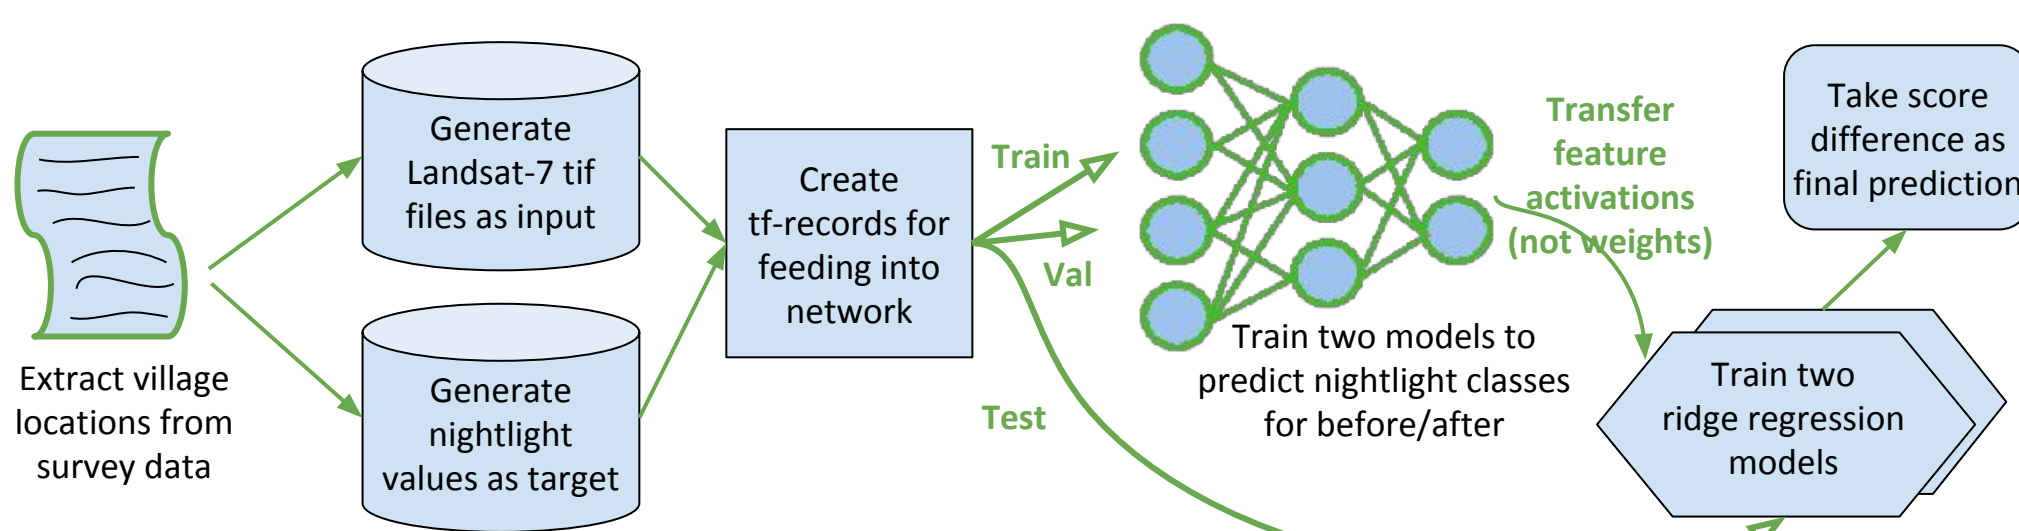 Extract village
locations from
survey data
Generate
Landsat-7 tif
files as input
Generate
nightlight
values as target
Create
tf-records for
feeding into
network
Train
Val
Test
Train two models to
predict nightlight classes
for before/after
Transfer
feature
activations
(not weights)
Train two
ridge regression
models
Take score
difference as
final prediction